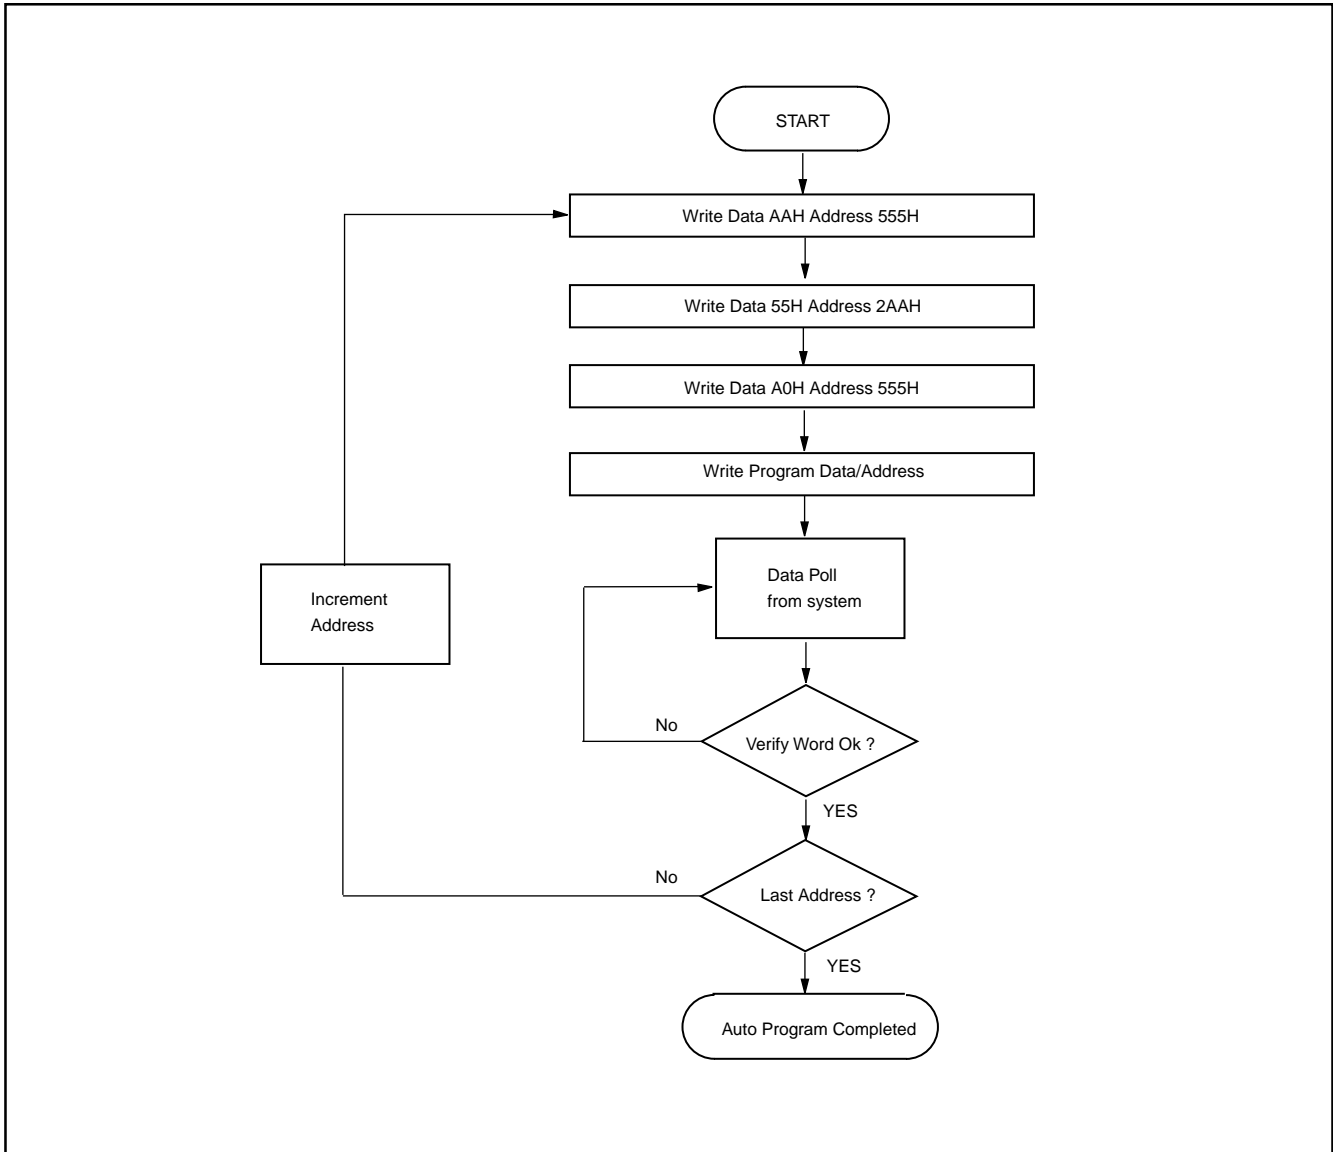 START
Write Data AAH Address 555H
Write Data 55H Address 2AAH
Write Data A0H Address 555H
Write Program Data/Address
Data Poll
from system
Increment
Address
No
Verify Word Ok ?
YES
No
Last Address ?
YES
Auto Program Completed